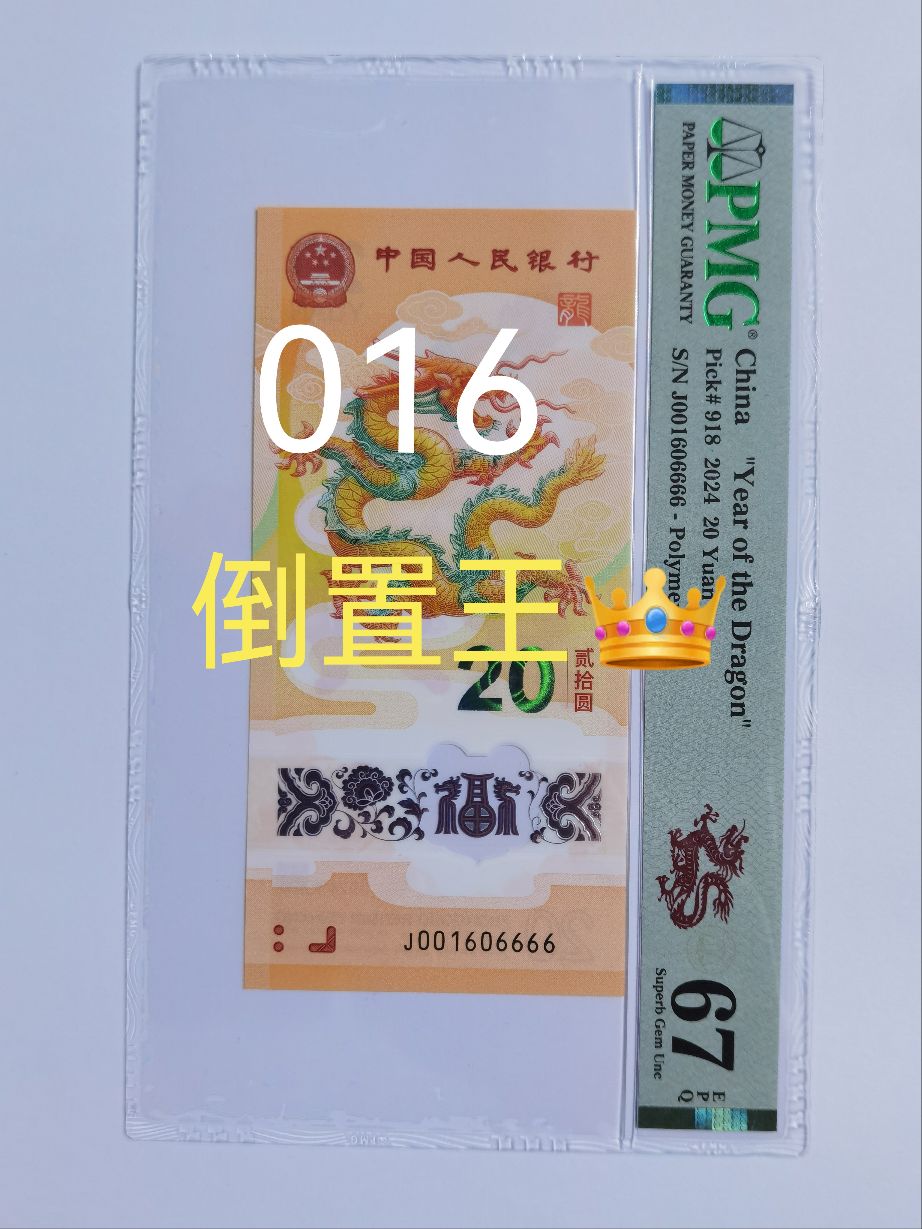 中国人民银行
龍
016
倒置王
20
贰拾圆
福
J001606666
PMG®
PAPER MONEY GUARANTY
China "Year of the Dragon"
Pick# 918 2024 20 Yuan
S/N J001606666 - Polyme
67
EPQ
Superb Gem Unc